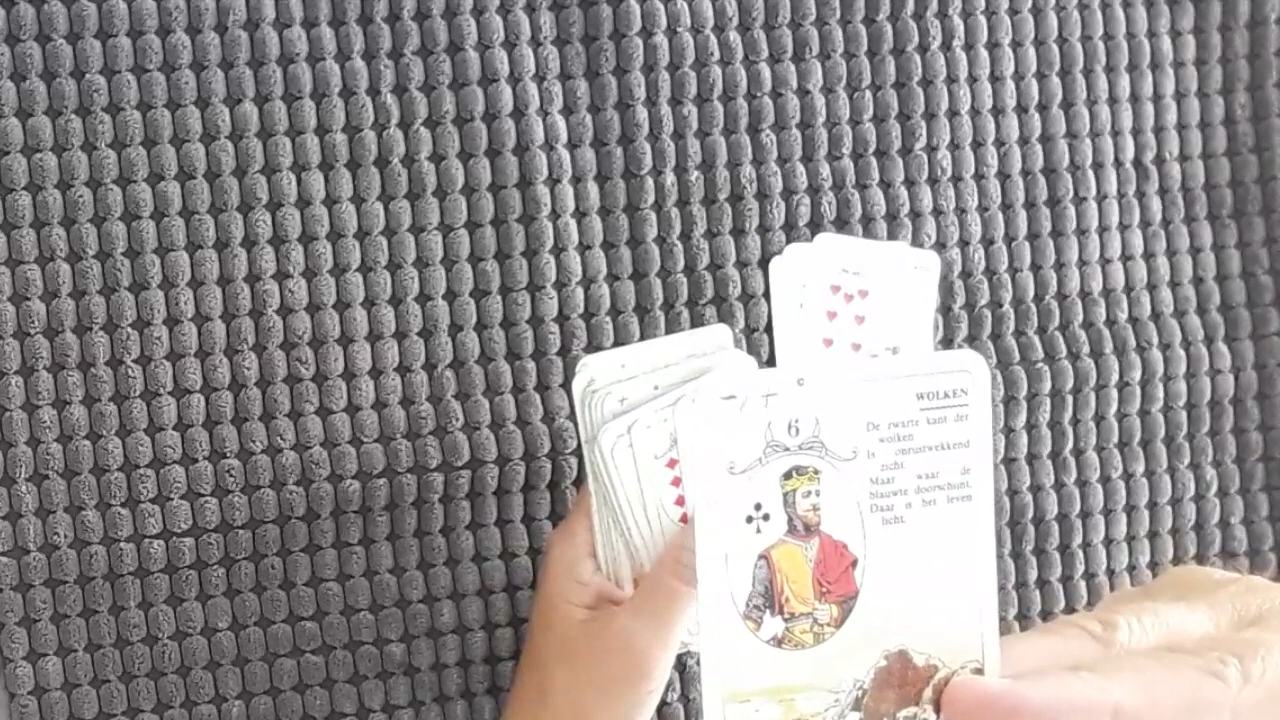 WOLKEN
6
De zwarte kant der
wolken
Is onrustwekkend
zicht.
Maar waar de
blauwte doorschijnt,
Daar is het leven
licht.